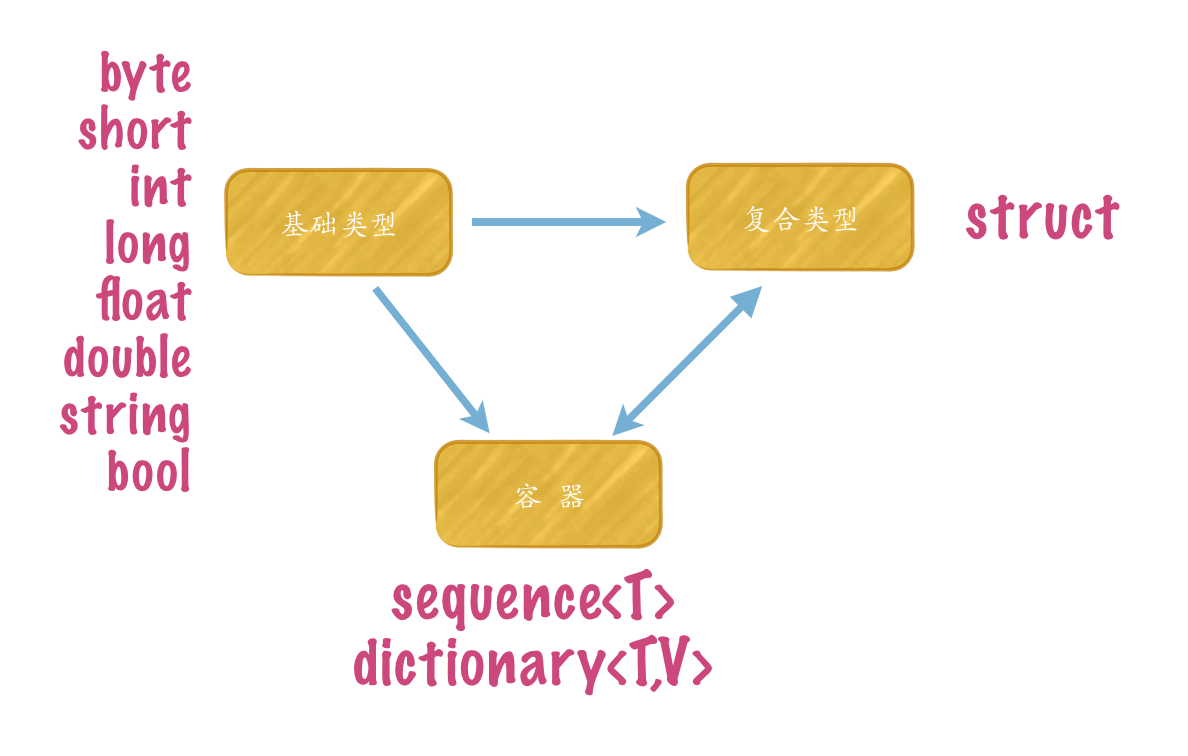 byte
short
int
long
float
double
string
bool
基础类型
复合类型
struct
容 器
sequence<T>
dictionary<T,V>